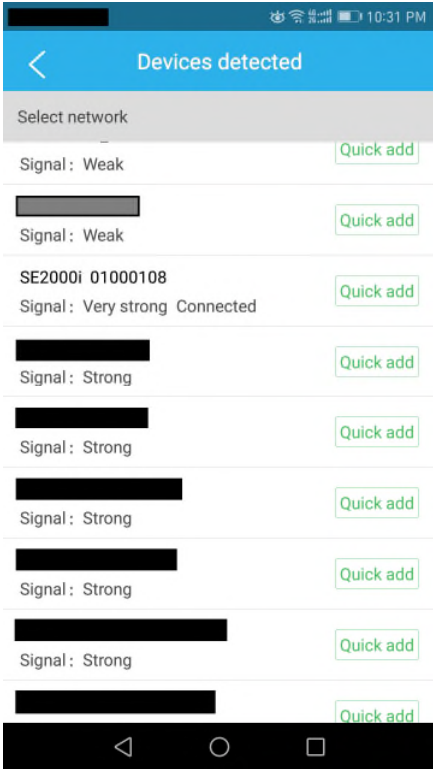 10:31 PM
Devices detected
Select network
Quick add
Signal: Weak
Quick add
Signal: Weak
SE2000i 01000108
Quick add
Signal: Very strong Connected
Quick add
Signal: Strong
Quick add
Signal: Strong
Quick add
Signal: Strong
Quick add
Signal: Strong
Quick add
Signal: Strong
Quick add